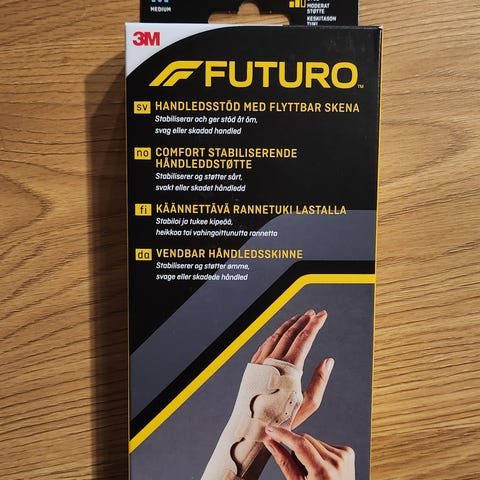 MEDIUM
MODERAT
STØTTE
KESKITASON
TUKI
3M
FUTURO™
sv HANDLEDSSTÖD MED FLYTTBAR SKENA
Stabiliserar och ger stöd åt öm,
svag eller skadad handled
no COMFORT STABILISERENDE
HÅNDLEDDSTØTTE
Stabiliserer og støtter sårt,
svakt eller skadet håndledd
fi KÄÄNNETTÄVÄ RANNETUKI LASTALLA
Stabiloi ja tukee kipeää,
heikkoa tai vahingoittunutta rannetta
da VENDBAR HÅNDLEDSSKINNE
Stabiliserer og støtter ømme,
svage eller skadede håndled